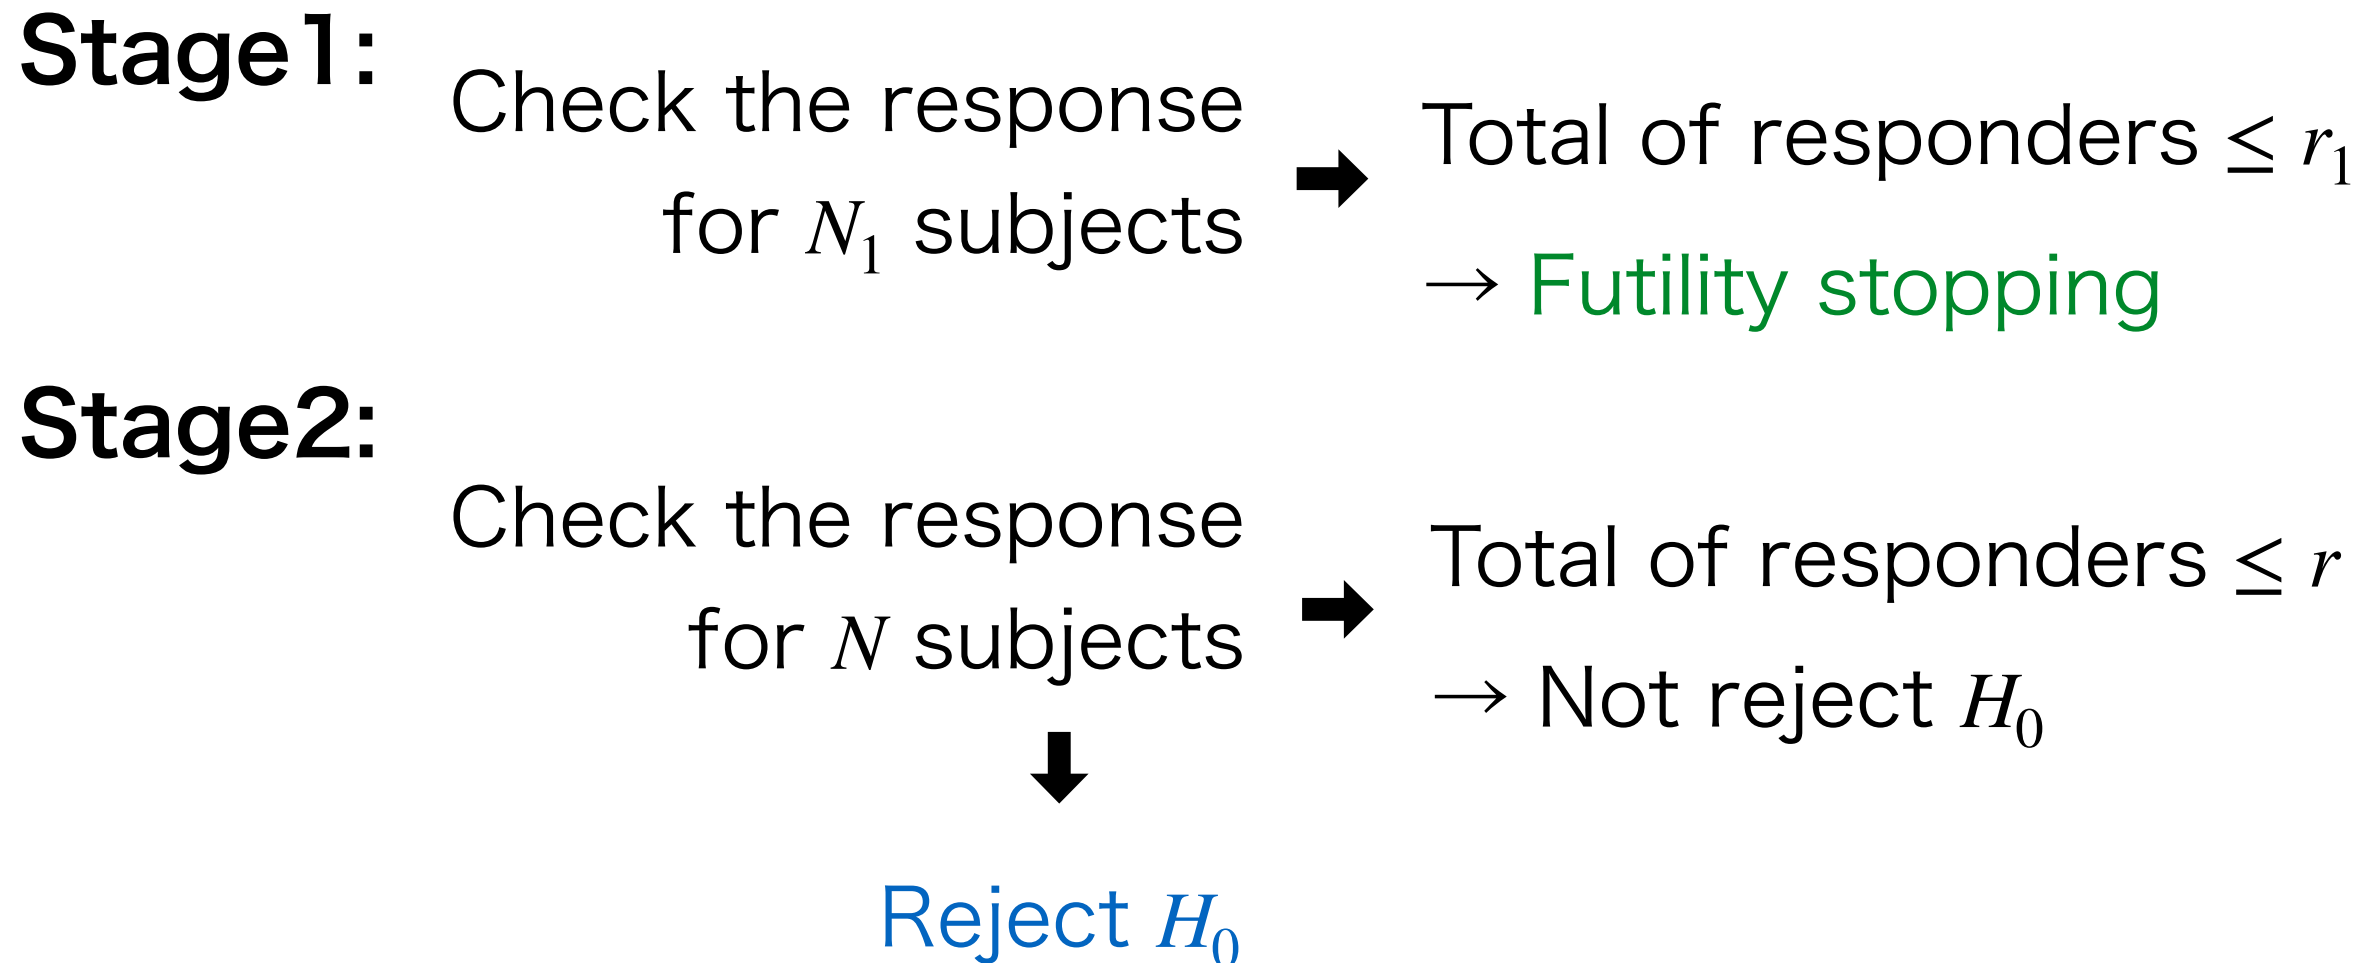 Stage1:
Check the response
for N₁ subjects
Total of responders ≤ r₁
→ Futility stopping
Stage2:
Check the response
for N subjects
Total of responders ≤ r
→ Not reject H₀
Reject H₀